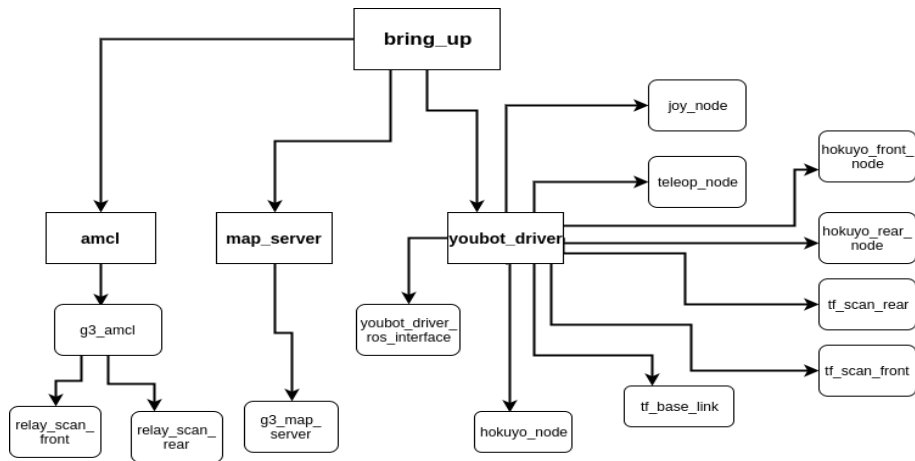 bring_up
joy_node
hokuyo_front_
node
teleop_node
amcl
map_server
youbot_driver
hokuyo_rear_
node
tf_scan_rear
g3_amcl
youbot_driver_
ros_interface
tf_scan_front
relay_scan_
front
relay_scan_
rear
g3_map_
server
hokuyo_node
tf_base_link